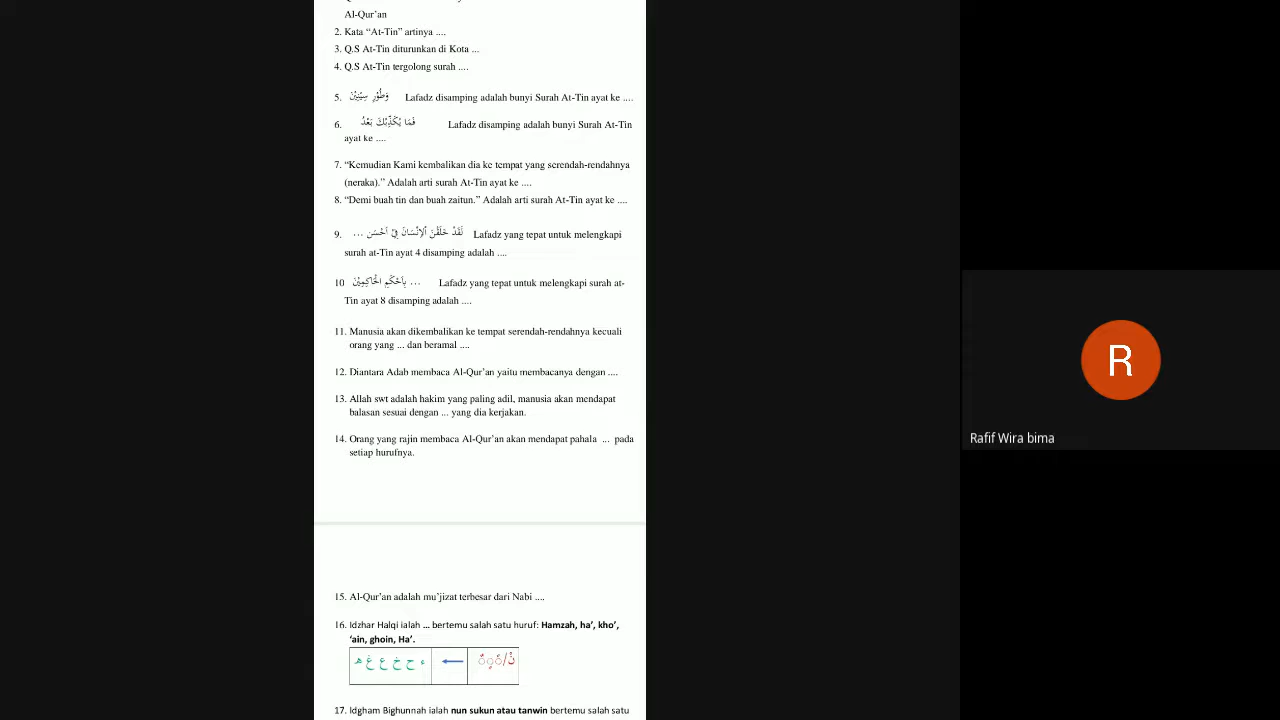 Al-Qur'an
2. Kata “At-Tin” artinya ....
3. Q.S At-Tin diturunkan di Kota ...
4. Q.S At-Tin tergolong surah ....
5. وَطُوْرِ سِيْنِيْنَ Lafadz disamping adalah bunyi Surah At-Tin ayat ke ....
6. فَمَا يُكَذِّبُكَ بَعْدُ Lafadz disamping adalah bunyi Surah At-Tin
ayat ke ....
7. “Kemudian Kami kembalikan dia ke tempat yang serendah-rendahnya
(neraka).” Adalah arti surah At-Tin ayat ke ....
8. “Demi buah tin dan buah zaitun.” Adalah arti surah At-Tin ayat ke ....
9. لَقَدْ خَلَقْنَ الْاِنْسَانَ فِيْ اَحْسَنِ ... Lafadz yang tepat untuk melengkapi
surah at-Tin ayat 4 disamping adalah ....
10 ... بِاَحْكَمِ الْحَاكِمِيْنَ Lafadz yang tepat untuk melengkapi surah at-
Tin ayat 8 disamping adalah ....
11. Manusia akan dikembalikan ke tempat serendah-rendahnya kecuali
orang yang ... dan beramal ....
12. Diantara Adab membaca Al-Qur'an yaitu membacanya dengan ....
13. Allah swt adalah hakim yang paling adil, manusia akan mendapat
balasan sesuai dengan ... yang dia kerjakan.
14. Orang yang rajin membaca Al-Qur'an akan mendapat pahala ... pada
setiap hurufnya.
15. Al-Qur'an adalah mu'jizat terbesar dari Nabi ....
16. Idzhar Halqi ialah ... bertemu salah satu huruf: Hamzah, ha', kho',
'ain, ghoin, Ha'.
ء ح خ ع غ ه ← نْ/ـًـٍـٌ
17. Idgham Bighunnah ialah nun sukun atau tanwin bertemu salah satu
R
Rafif Wira bima